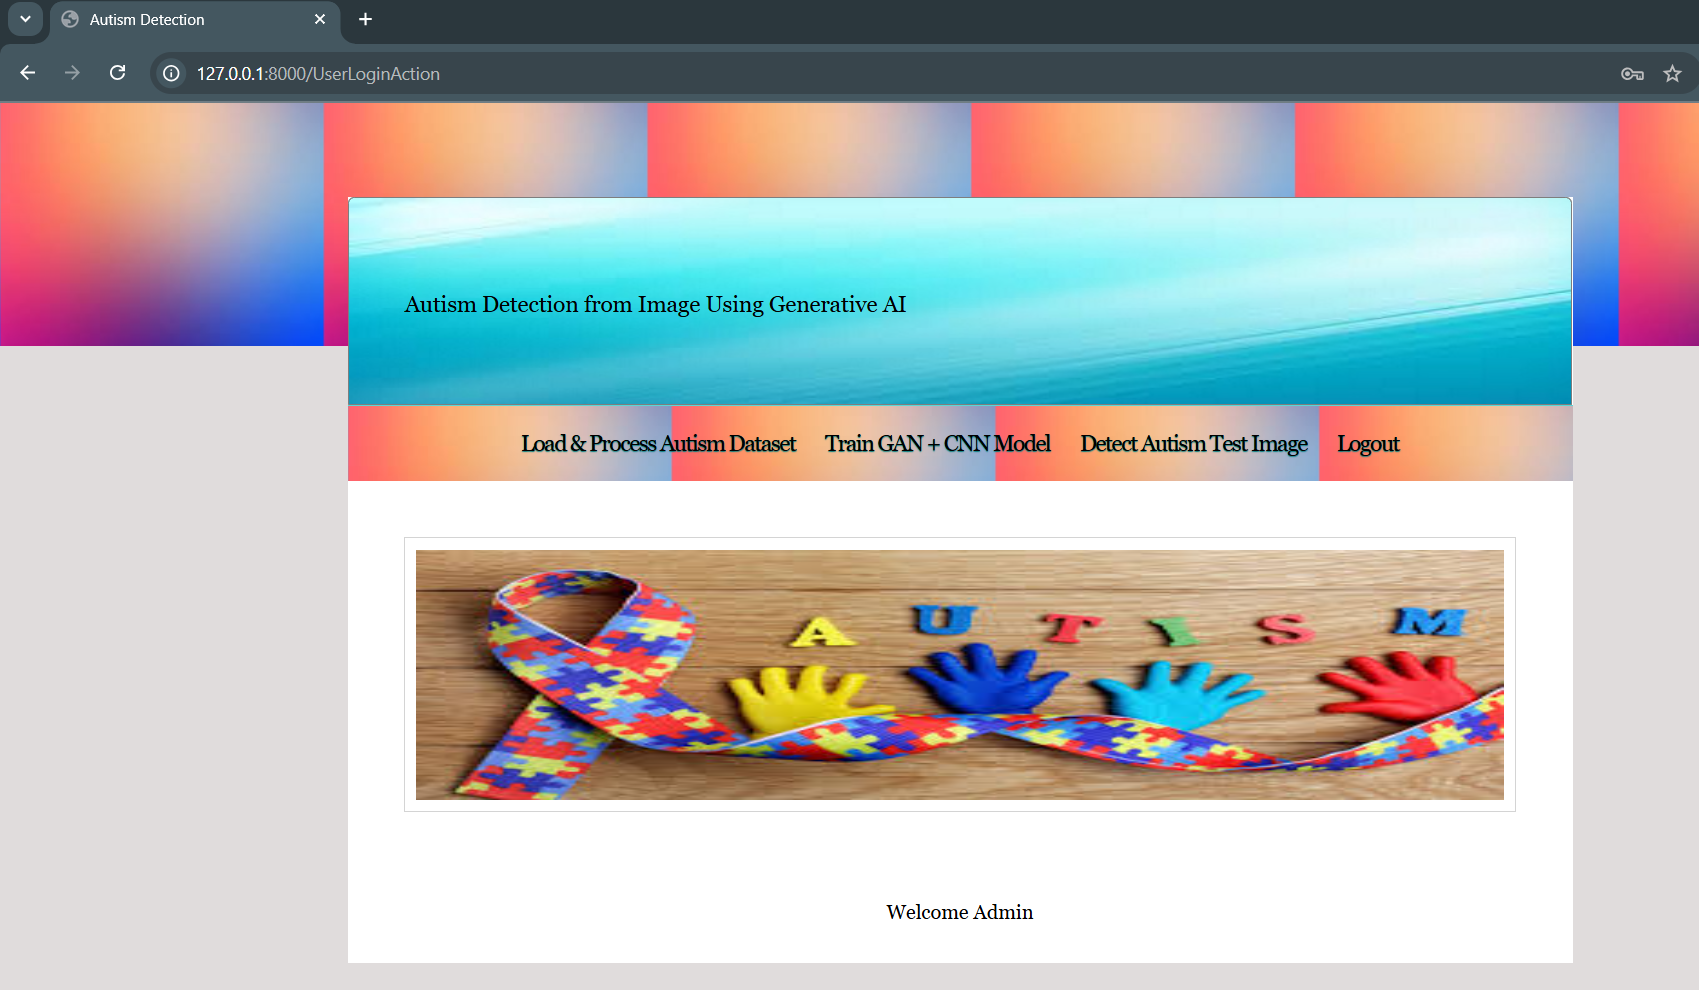 Autism Detection
127.0.0.1:8000/UserLoginAction
Autism Detection from Image Using Generative AI
Load & Process Autism Dataset Train GAN + CNN Model Detect Autism Test Image Logout
AUTISM
Welcome Admin